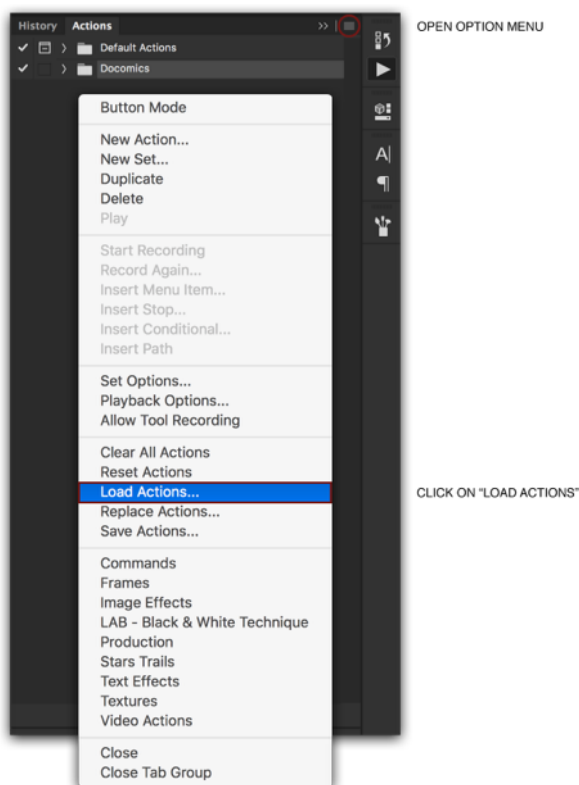 History Actions
OPEN OPTION MENU
Default Actions
Docomics
Button Mode
New Action...
New Set...
Duplicate
Delete
Play
Start Recording
Record Again...
Insert Menu Item...
Insert Stop...
Insert Conditional...
Insert Path
Set Options...
Playback Options...
Allow Tool Recording
Clear All Actions
Reset Actions
Load Actions...
CLICK ON “LOAD ACTIONS”
Replace Actions...
Save Actions...
Commands
Frames
Image Effects
LAB - Black & White Technique
Production
Stars Trails
Text Effects
Textures
Video Actions
Close
Close Tab Group